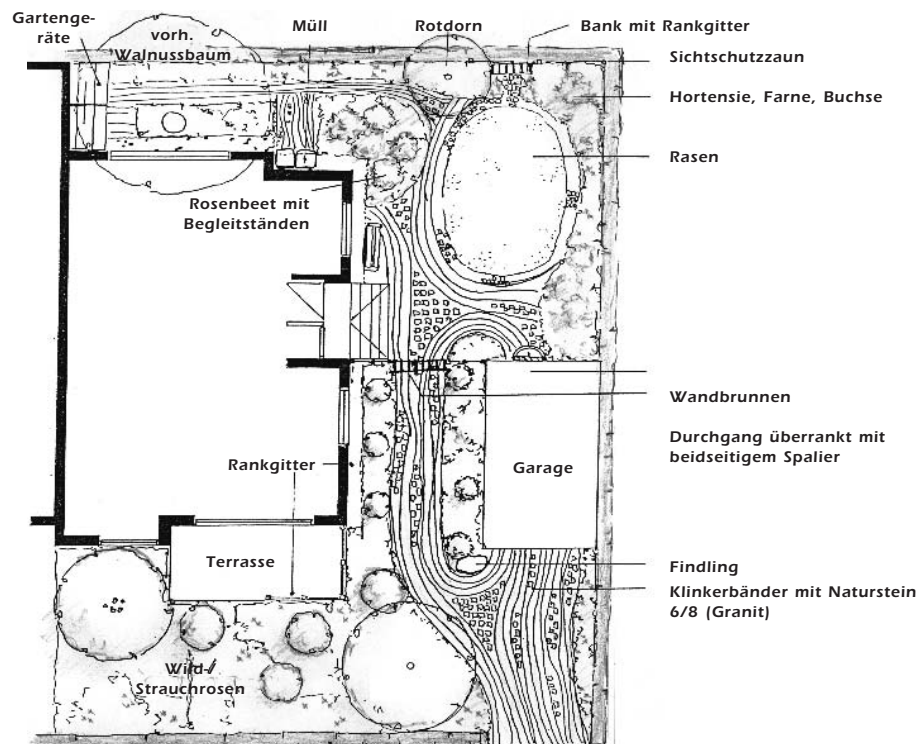 Gartenge-
räte
vorh.
Walnussbaum
Müll
Rotdorn
Bank mit Rankgitter
Sichtschutzzaun
Hortensie, Farne, Buchse
Rasen
Rosenbeet mit
Begleitständen
Wandbrunnen
Durchgang überrankt mit
beidseitigem Spalier
Rankgitter
Garage
Terrasse
Findling
Klinkerbänder mit Naturstein
6/8 (Granit)
Wild-/
Strauchrosen